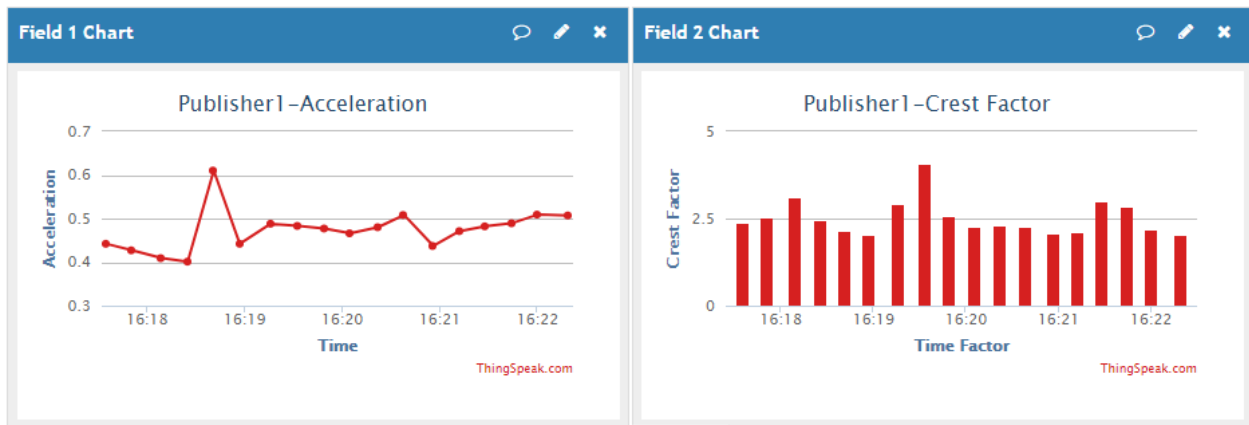 Field 1 Chart
Publisher1-Acceleration
0.7
0.6
0.5
0.4
0.3
Acceleration
16:18 16:19 16:20 16:21 16:22
Time
ThingSpeak.com
Field 2 Chart
Publisher1-Crest Factor
5
2.5
0
Crest Factor
16:18 16:19 16:20 16:21 16:22
Time Factor
ThingSpeak.com